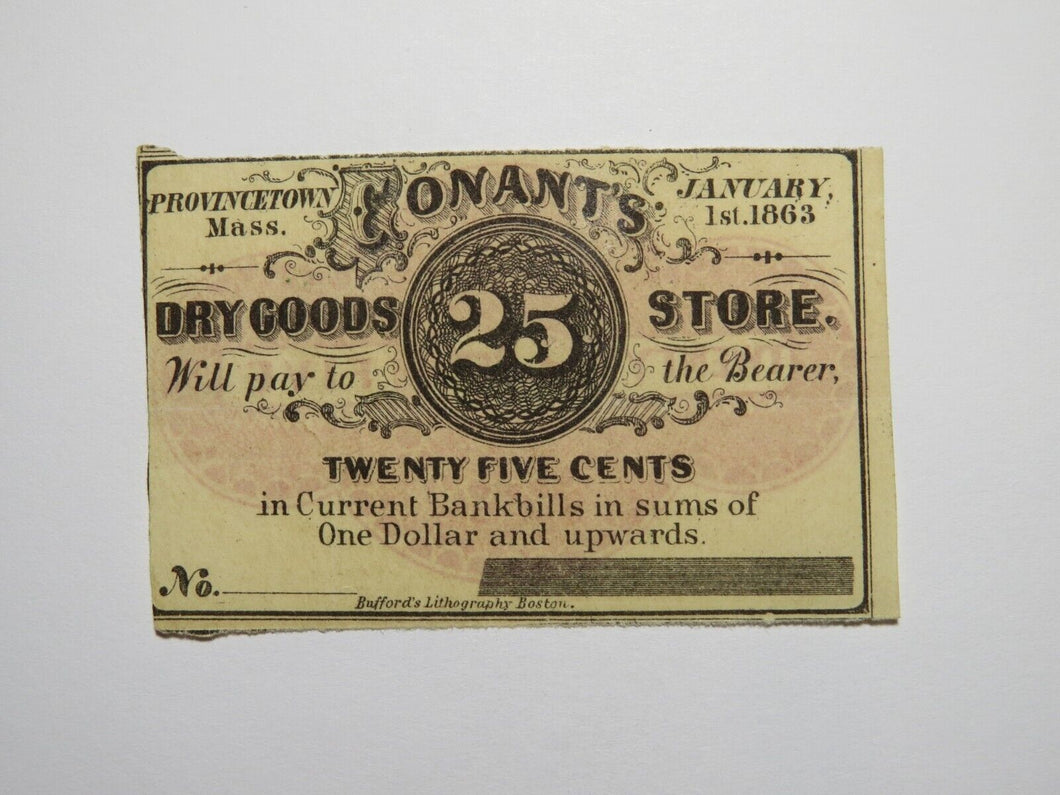 PROVINCETOWN
Mass.
CONANT'S
JANUARY,
1st. 1863
DRY GOODS
25
STORE.
Will pay to
the Bearer,
TWENTY FIVE CENTS
in Current Bankbills in sums of
One Dollar and upwards.
No.
Bufford's Lithography Boston.